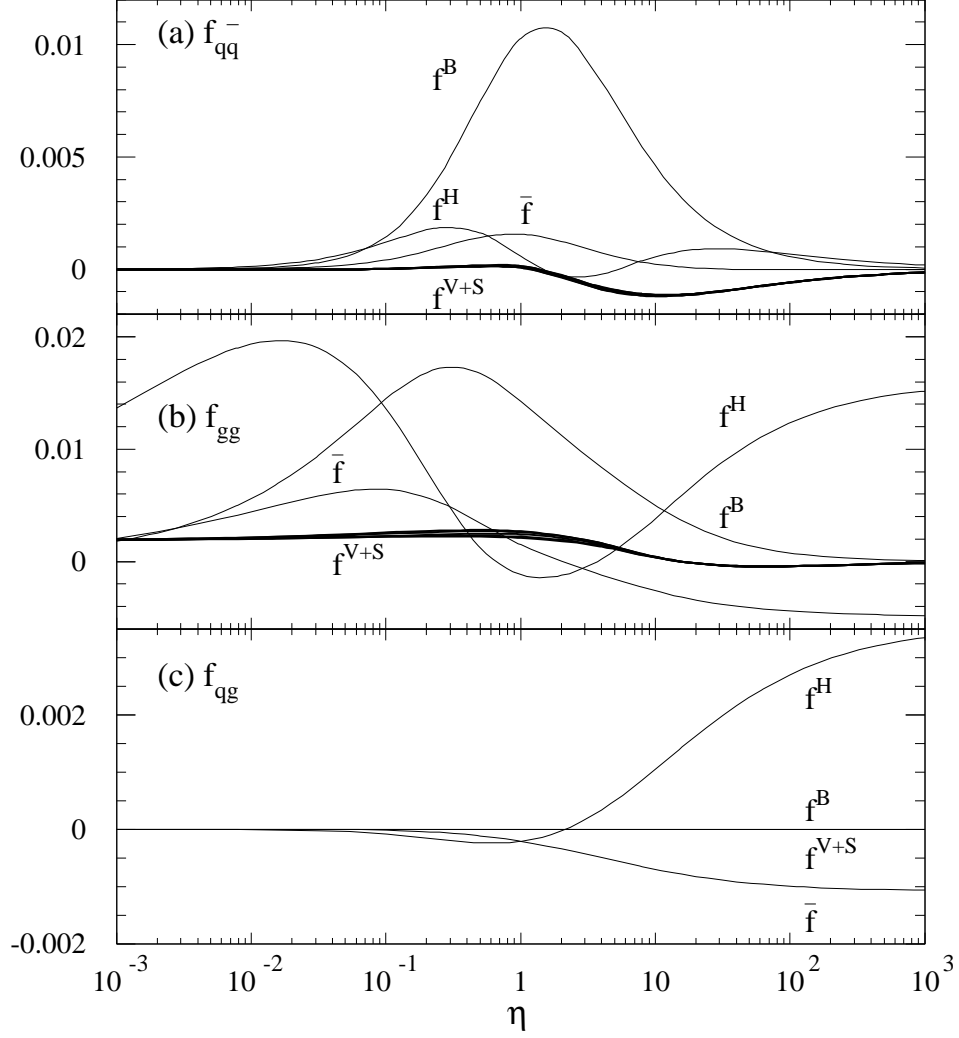 (a) f_qq̄
0.01
f^B
0.005
f^H
f̄
0
f^V+S
0.02
(b) f_gg
f^H
0.01
f̄
f^B
f^V+S
0
(c) f_qg
f^H
0.002
f^B
0
f^V+S
f̄
-0.002
10^-3 10^-2 10^-1 1 10 10^2 10^3
η